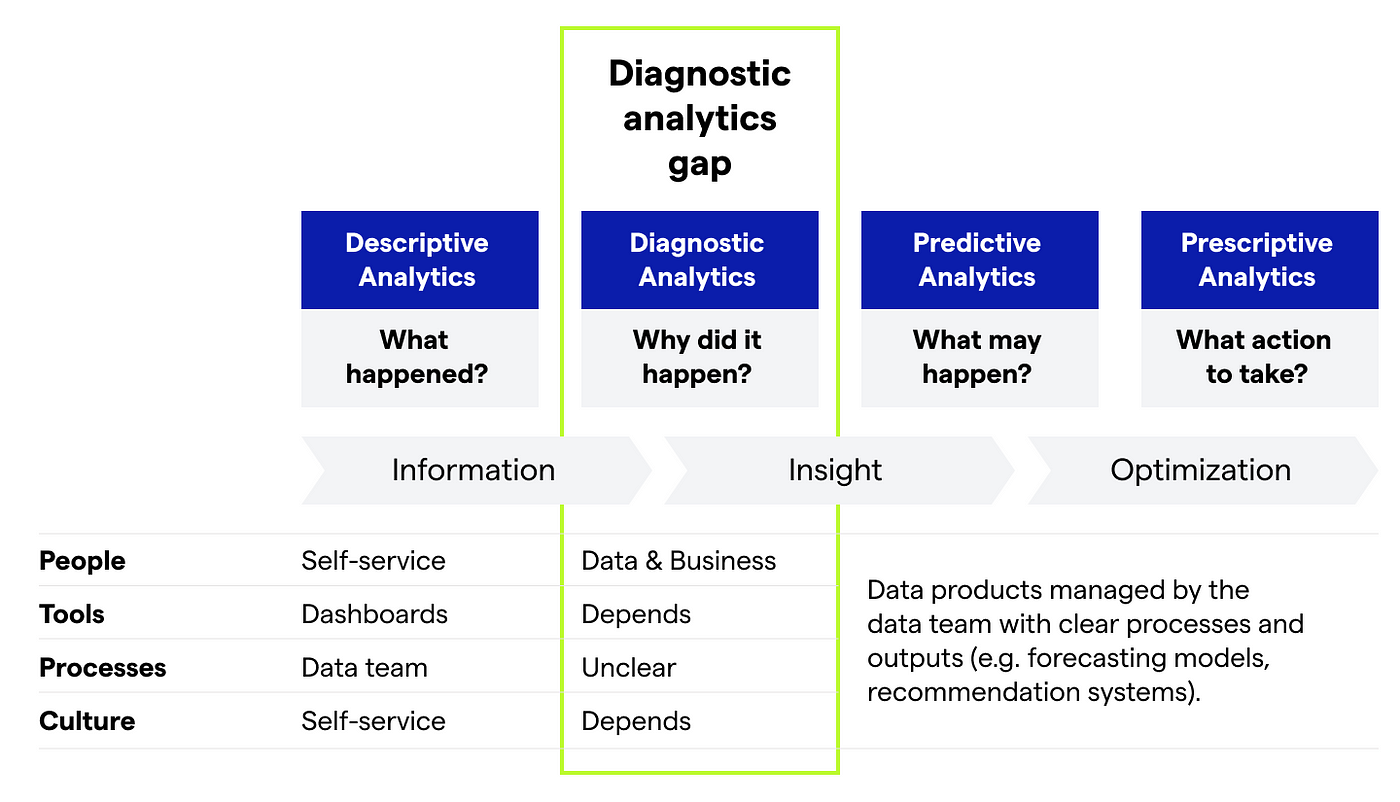 Diagnostic
analytics
gap
Descriptive
Analytics
What
happened?
Diagnostic
Analytics
Why did it
happen?
Predictive
Analytics
What may
happen?
Prescriptive
Analytics
What action
to take?
Information
Insight
Optimization
People
Self-service
Data & Business
Tools
Dashboards
Depends
Processes
Data team
Unclear
Culture
Self-service
Depends
Data products managed by the
data team with clear processes and
outputs (e.g. forecasting models,
recommendation systems).